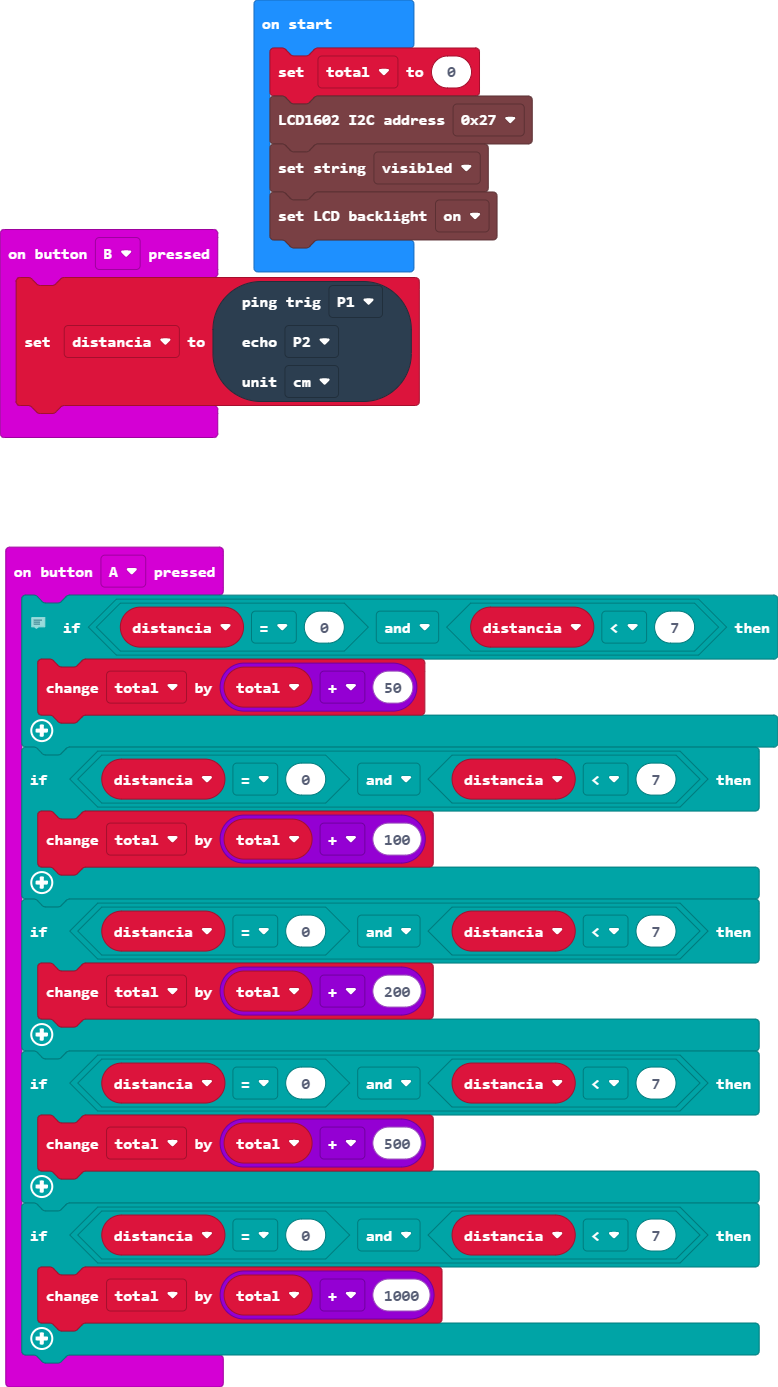 on start
set total to 0
LCD1602 I2C address 0x27
set string visibled
set LCD backlight on
on button B pressed
set distancia to
ping trig P1
echo P2
unit cm
on button A pressed
if distancia = 0 and distancia < 7 then
change total by total + 50
if distancia = 0 and distancia < 7 then
change total by total + 100
if distancia = 0 and distancia < 7 then
change total by total + 200
if distancia = 0 and distancia < 7 then
change total by total + 500
if distancia = 0 and distancia < 7 then
change total by total + 1000